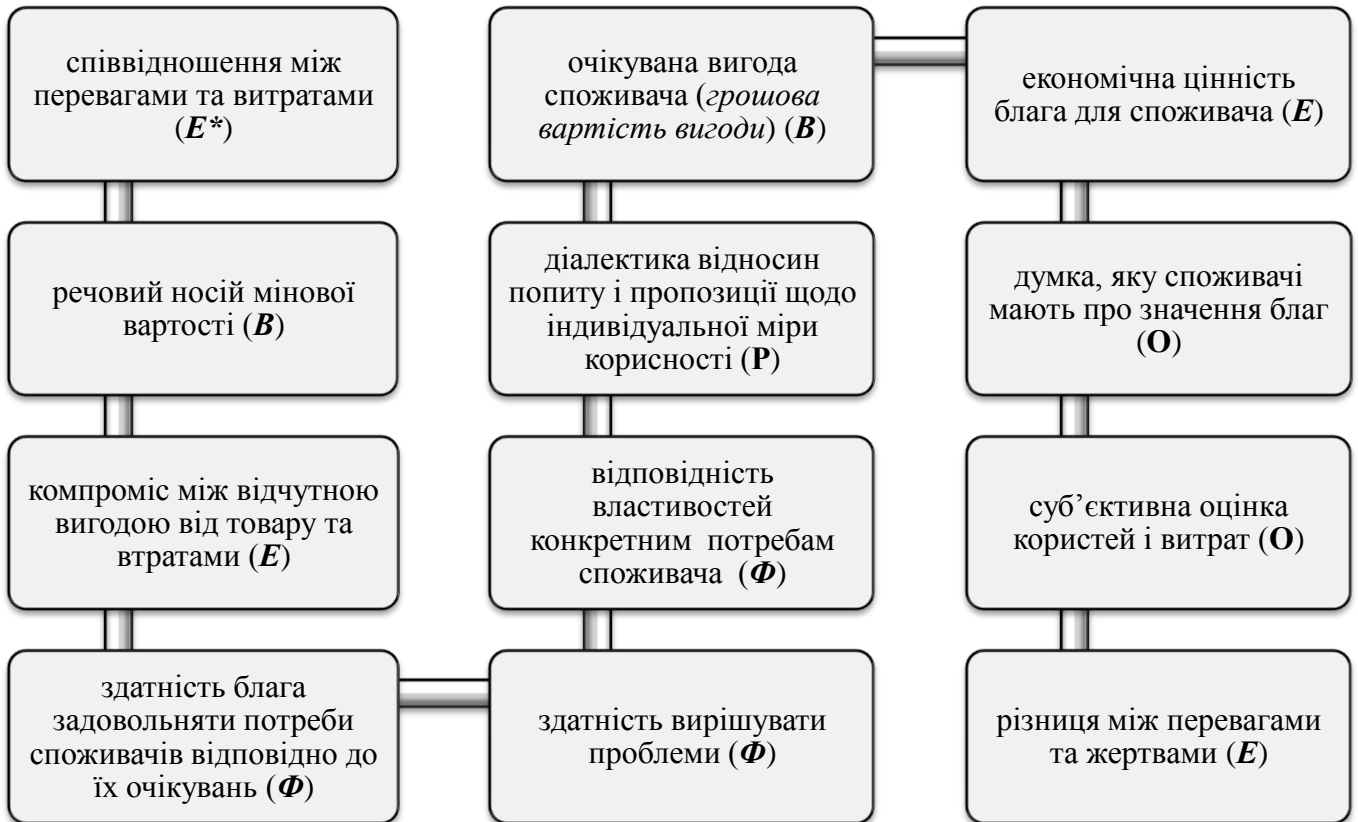 співвідношення між
перевагами та витратами
(E*)
речовий носій мінової
вартості (В)
компроміс між відчутною
вигодою від товару та
втратами (Е)
здатність блага
задовольняти потреби
споживачів відповідно до
їх очікувань (Ф)
здатність вирішувати
проблеми (Ф)
відповідність
властивостей
конкретним потребам
споживача (Ф)
діалектика відносин
попиту і пропозиції щодо
індивідуальної міри
корисності (Р)
очікувана вигода
споживача (грошова
вартість вигоди) (В)
економічна цінність
блага для споживача (Е)
думка, яку споживачі
мають про значення благ
(О)
суб’єктивна оцінка
користей і витрат (О)
різниця між перевагами
та жертвами (Е)